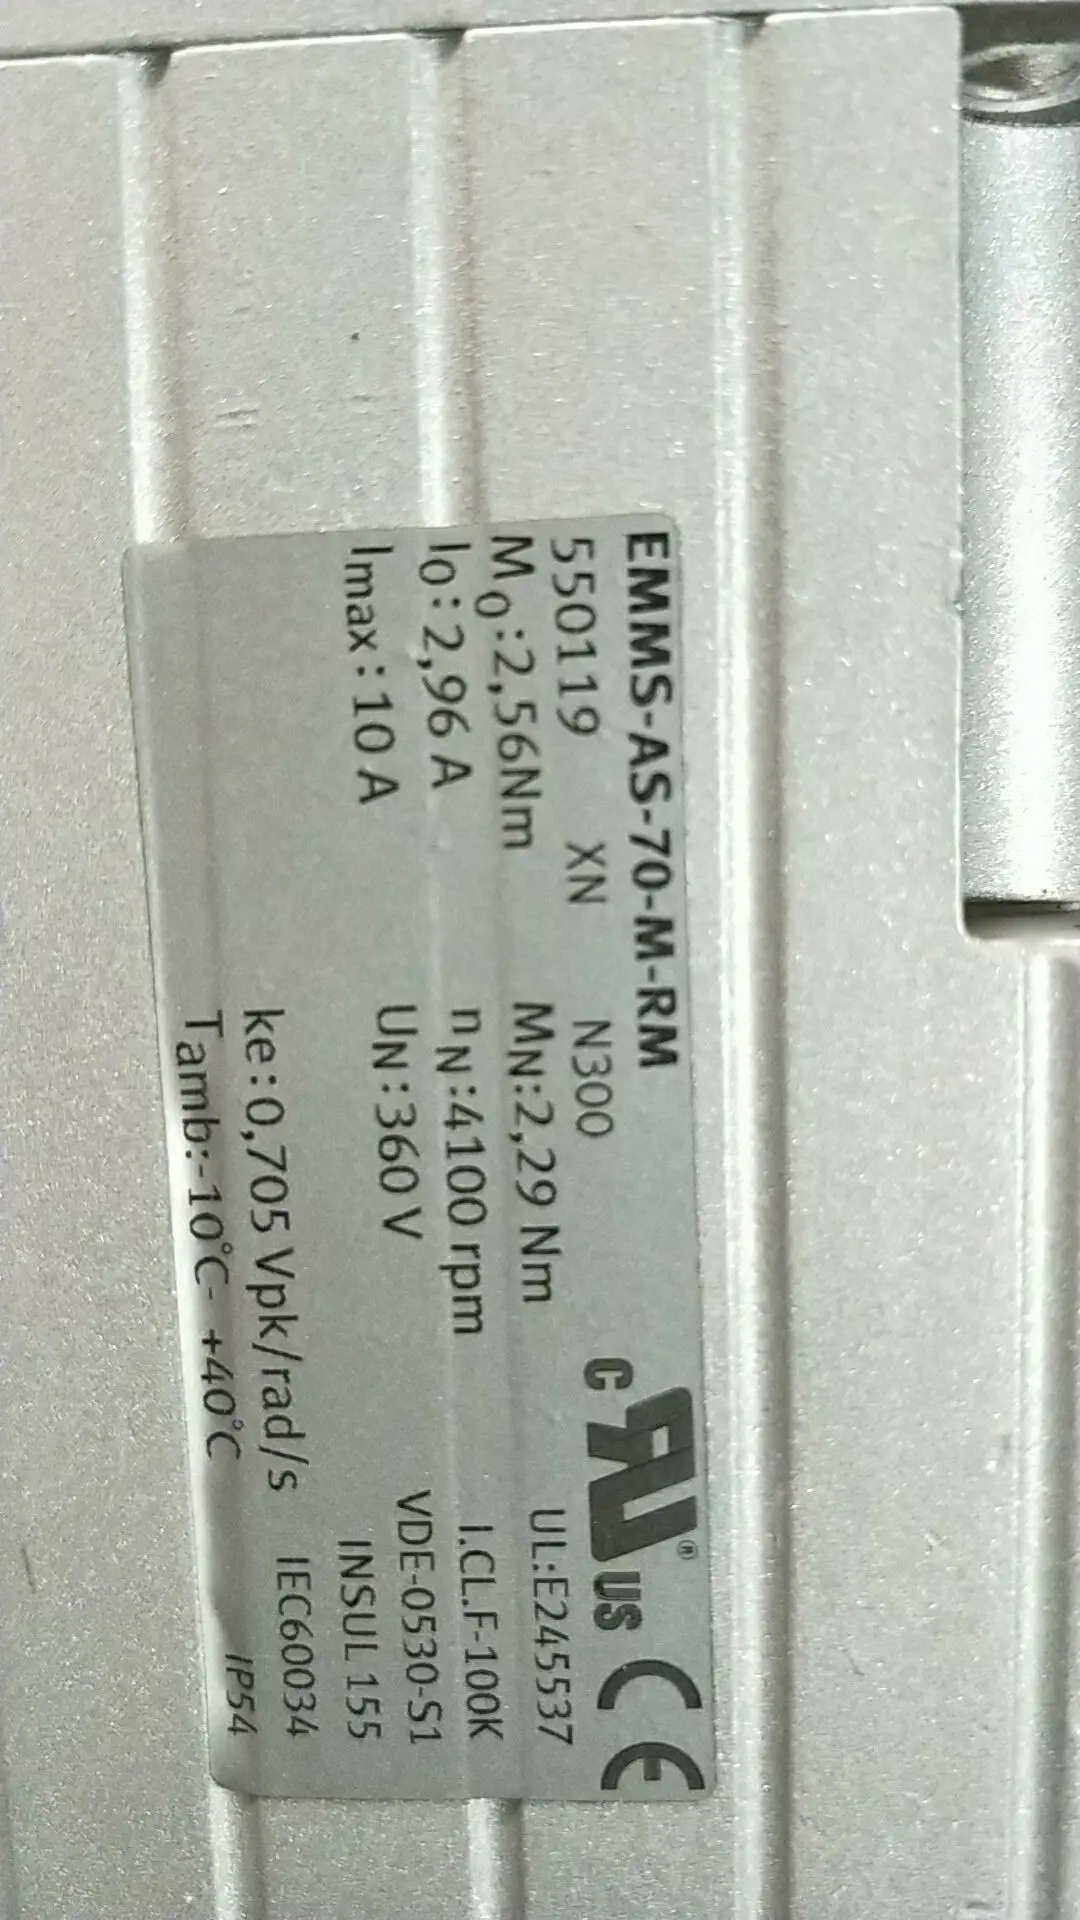 EMMS-AS-70-M-RM
550119 XN N300 c RU ® US CE
M0:2,56Nm MN:2,29 Nm UL:E245537
I0:2,96 A nN:4100 rpm I.CL.F-100K
Imax:10 A UN:360 V VDE-0530-S1
INSUL 155
ke:0,705 Vpk/rad/s IEC60034
Tamb:-10°C- +40°C IP54